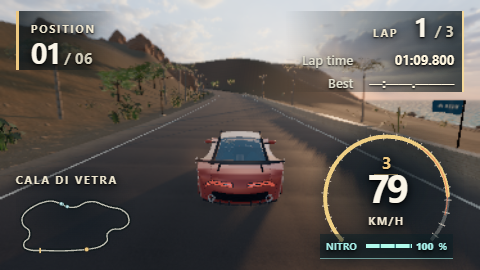 POSITION
01 / 06
LAP 1 / 3
Lap time 01:09.800
Best
CALA DI VETRA
3
79
KM/H
NITRO 100 %